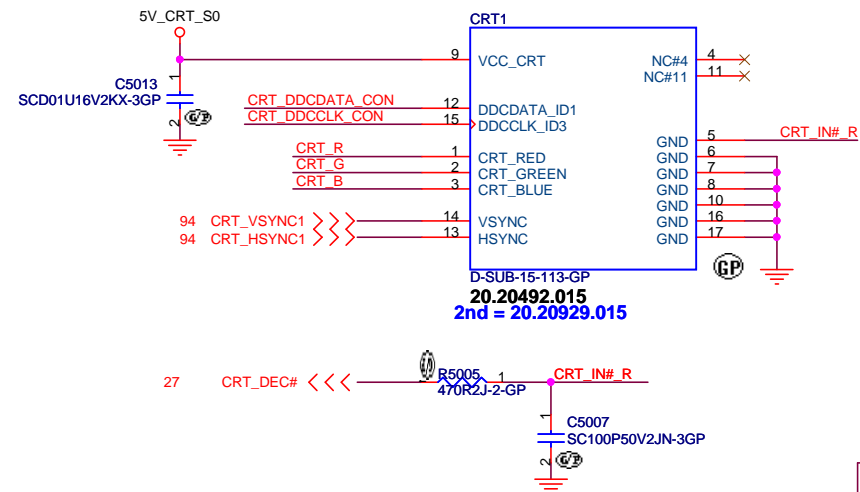 5V_CRT_S0
CRT1
9 VCC_CRT
NC#4 4
NC#11 11
1
C5013
SCD01U16V2KX-3GP
2
G/P
CRT_DDCDATA_CON 12 DDCDATA_ID1
CRT_DDCCLK_CON 15 DDCCLK_ID3
GND 5 CRT_IN#_R
CRT_R 1 CRT_RED
GND 6
CRT_G 2 CRT_GREEN
GND 7
CRT_B 3 CRT_BLUE
GND 8
GND 10
94 CRT_VSYNC1 14 VSYNC
GND 16
94 CRT_HSYNC1 13 HSYNC
GND 17
GP
D-SUB-15-113-GP
20.20492.015
2nd = 20.20929.015
27 CRT_DEC#
G/P
R5005 1
470R2J-2-GP
CRT_IN#_R
1
C5007
SC100P50V2JN-3GP
2
G/P